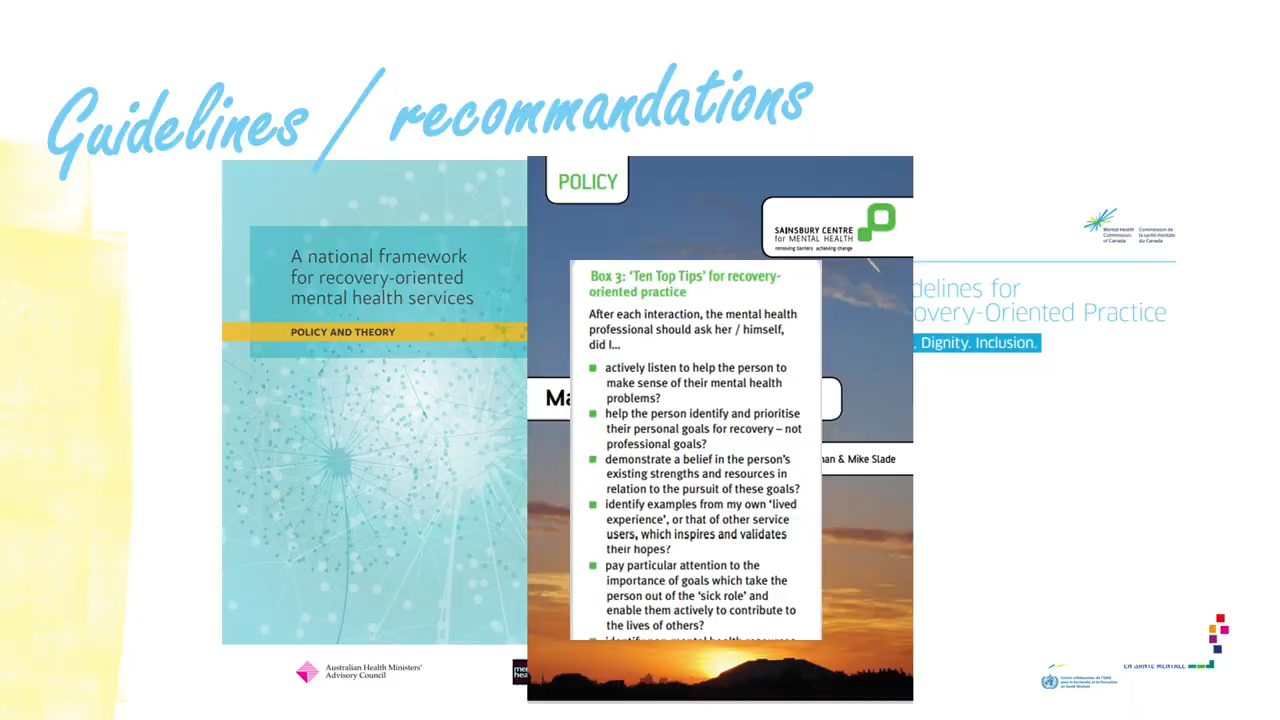 Guidelines / recommandations
A national framework
for recovery-oriented
mental health services
POLICY AND THEORY
Australian Health Ministers'
Advisory Council
POLICY
SAINSBURY CENTRE
for MENTAL HEALTH
removing barriers achieving change
Ma
han & Mike Slade
Box 3: ‘Ten Top Tips’ for recovery-
oriented practice
After each interaction, the mental health
professional should ask her / himself,
did I...
actively listen to help the person to
make sense of their mental health
problems?
help the person identify and prioritise
their personal goals for recovery – not
professional goals?
demonstrate a belief in the person’s
existing strengths and resources in
relation to the pursuit of these goals?
identify examples from my own ‘lived
experience’, or that of other service
users, which inspires and validates
their hopes?
pay particular attention to the
importance of goals which take the
person out of the ‘sick role’ and
enable them actively to contribute to
the lives of others?
Mental Health
Commission
of Canada
Commission de
la santé mentale
du Canada
delines for
overy-Oriented Practice
. Dignity. Inclusion.
EN SANTÉ MENTALE